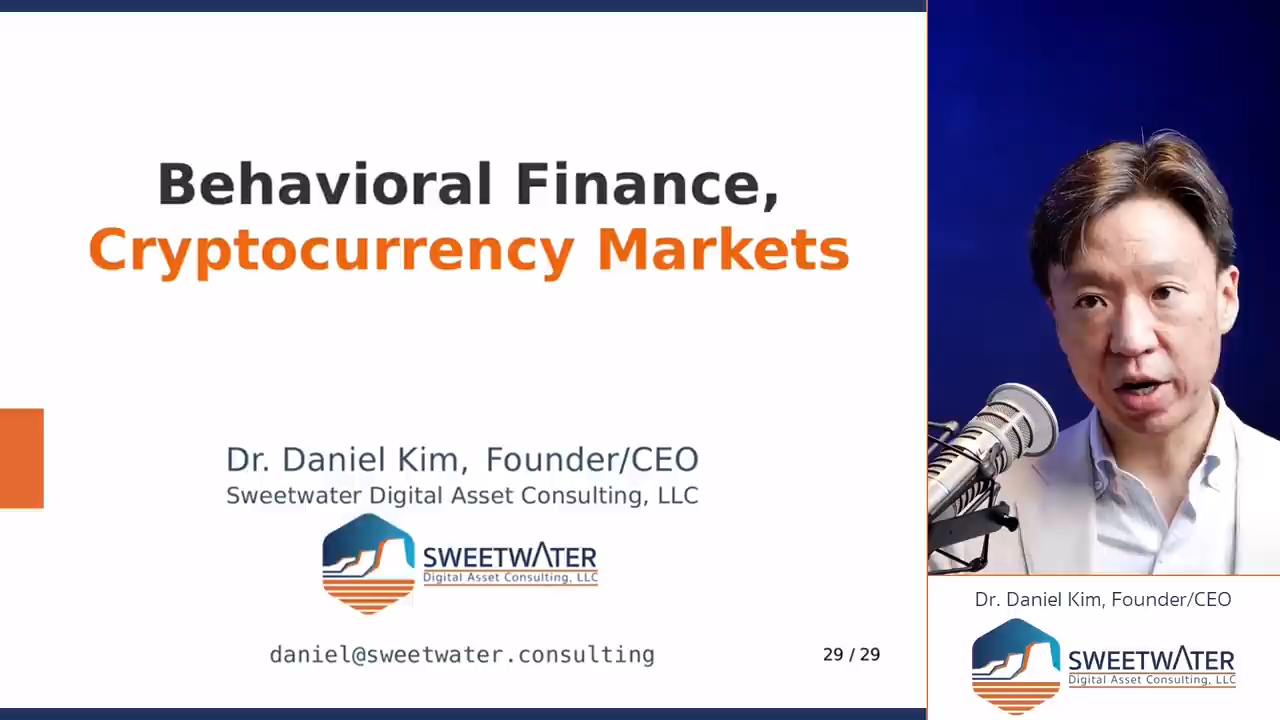 Behavioral Finance,
Cryptocurrency Markets
Dr. Daniel Kim, Founder/CEO
Sweetwater Digital Asset Consulting, LLC
SWEETWATER
Digital Asset Consulting, LLC
daniel@sweetwater.consulting
29 / 29
Dr. Daniel Kim, Founder/CEO
SWEETWATER
Digital Asset Consulting, LLC